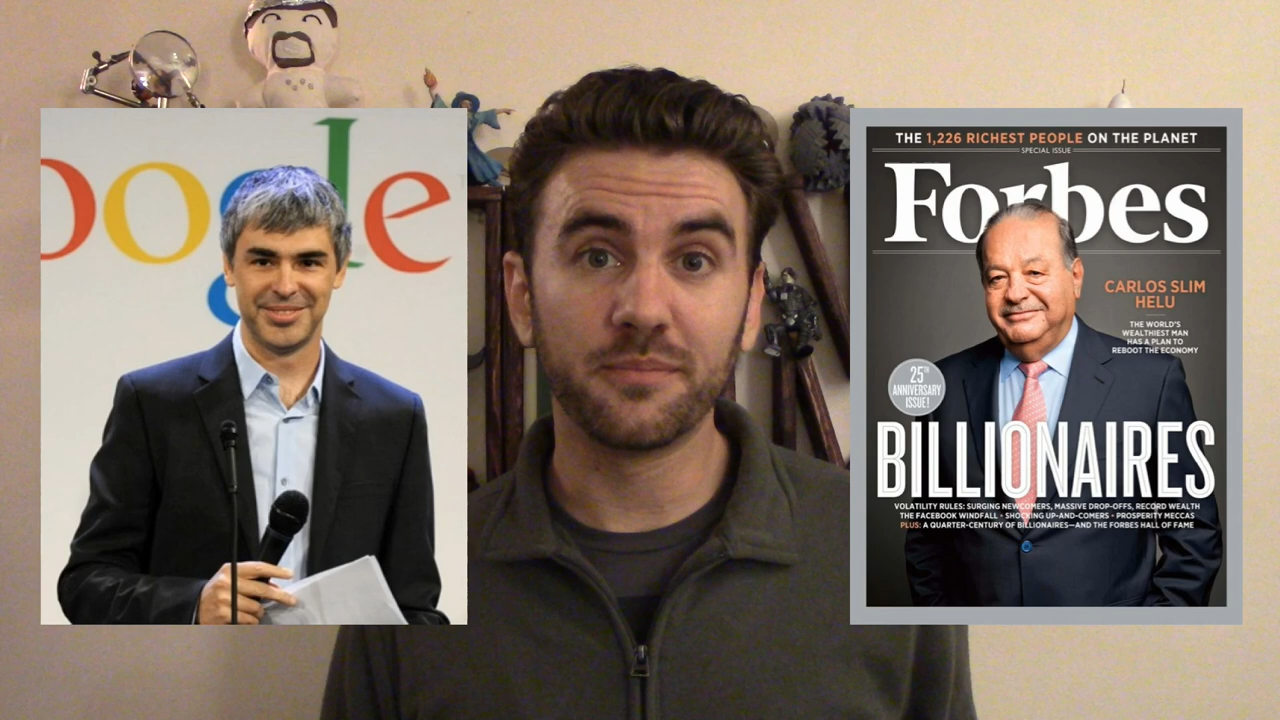 oogle
THE 1,226 RICHEST PEOPLE ON THE PLANET
SPECIAL ISSUE
Forbes
CARLOS SLIM
HELU
THE WORLD'S
WEALTHIEST MAN
HAS A PLAN TO
REBOOT THE ECONOMY
25TH
ANNIVERSARY
ISSUE!
BILLIONAIRES
VOLATILITY RULES: SURGING NEWCOMERS, MASSIVE DROP-OFFS, RECORD WEALTH
THE FACEBOOK WINDFALL • SHOCKING UP-AND-COMERS • PROSPERITY MECCAS
PLUS: A QUARTER-CENTURY OF BILLIONAIRES—AND THE FORBES HALL OF FAME